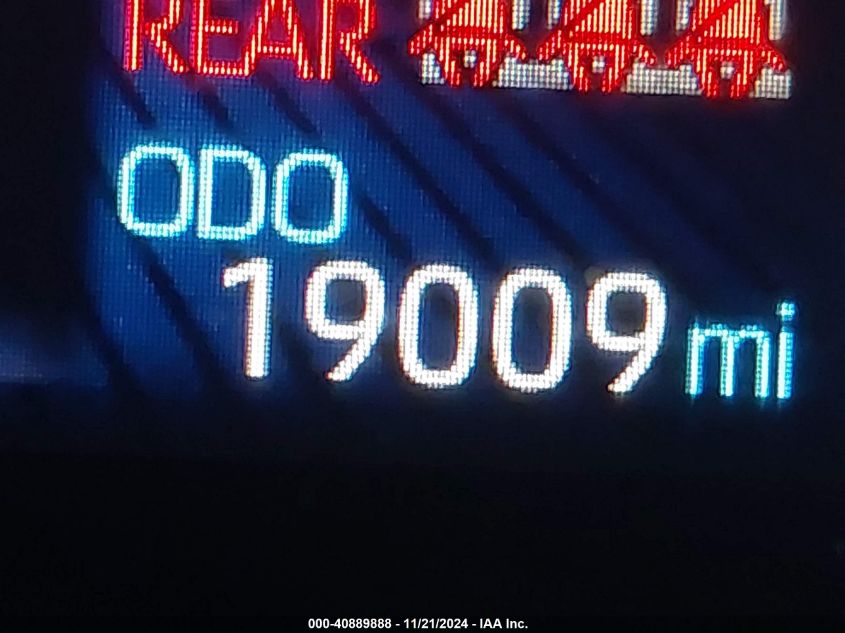 REAR
ODO
19009 mi
000-40889888 - 11/21/2024 - IAA Inc.